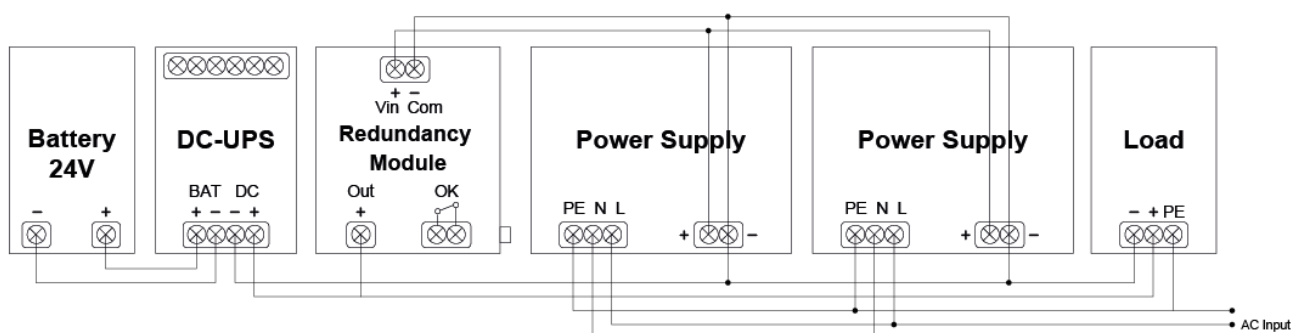 + −
Vin Com
Battery
24V
DC-UPS
Redundancy
Module
Power Supply
Power Supply
Load
BAT DC
+ − − +
Out
+
OK
− +
PE N L
+ −
PE N L
+ −
− + PE
AC Input